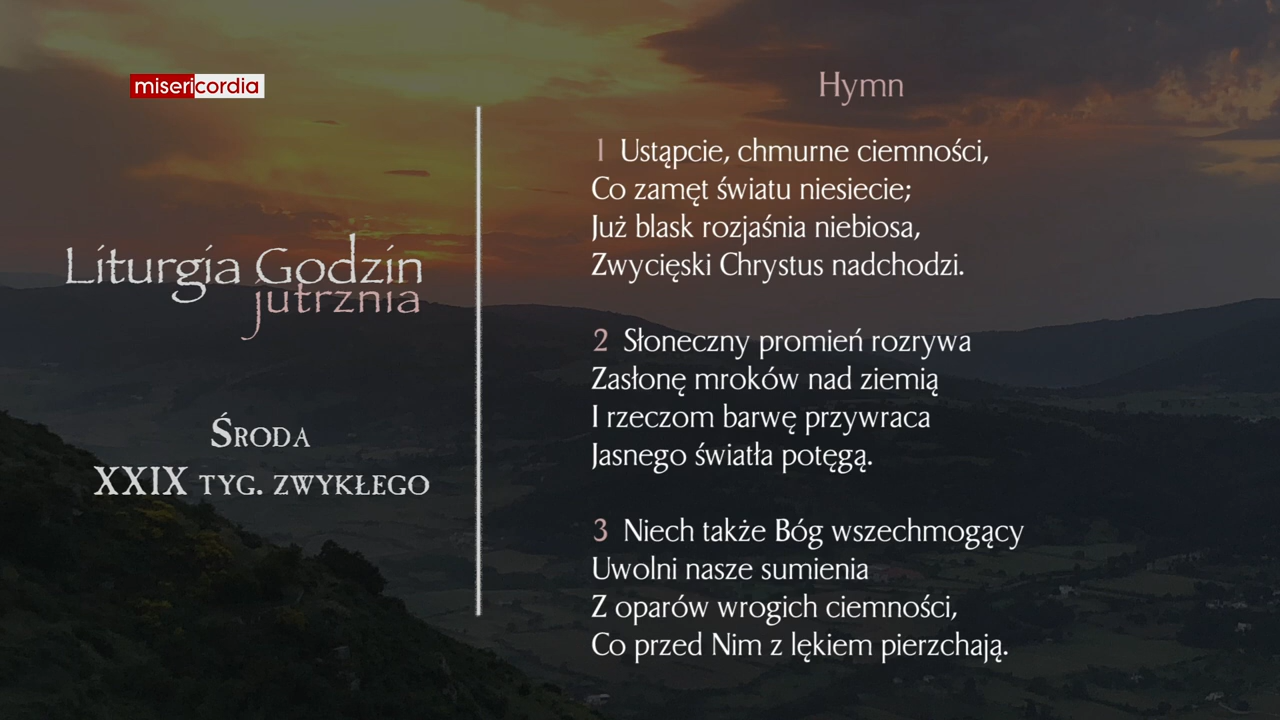 misericordia
Liturgia Godzin
jutrznia
Środa
XXIX tyg. zwykłego
Hymn
1 Ustąpcie, chmurne ciemności,
Co zamęt światu niesiecie;
Już blask rozjaśnia niebiosa,
Zwycięski Chrystus nadchodzi.
2 Słoneczny promień rozrywa
Zasłonę mroków nad ziemią
I rzeczom barwę przywraca
Jasnego światła potęgą.
3 Niech także Bóg wszechmogący
Uwolni nasze sumienia
Z oparów wrogich ciemności,
Co przed Nim z lękiem pierzchają.